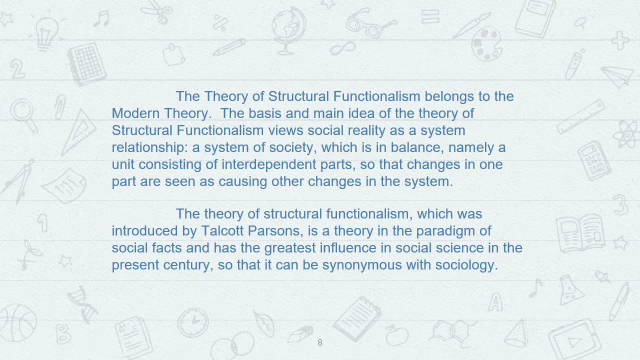 The Theory of Structural Functionalism belongs to the
Modern Theory.  The basis and main idea of the theory of
Structural Functionalism views social reality as a system
relationship: a system of society, which is in balance, namely a
unit consisting of interdependent parts, so that changes in one
part are seen as causing other changes in the system.
The theory of structural functionalism, which was
introduced by Talcott Parsons, is a theory in the paradigm of
social facts and has the greatest influence in social science in the
present century, so that it can be synonymous with sociology.
8